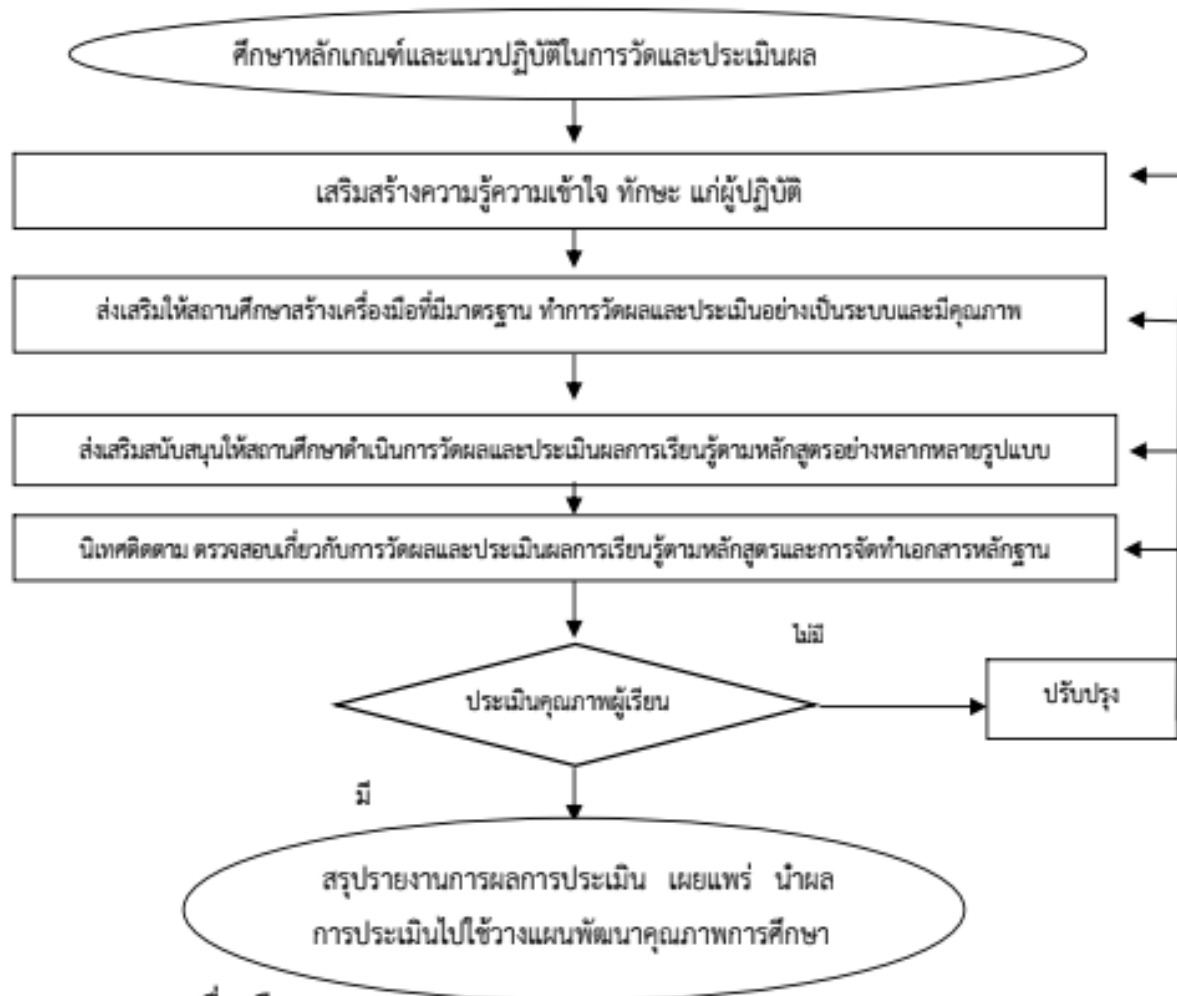 ศึกษาหลักเกณฑ์และแนวปฏิบัติในการวัดและประเมินผล
เสริมสร้างความรู้ความเข้าใจ ทักษะ แก่ผู้ปฏิบัติ
ส่งเสริมให้สถานศึกษาสร้างเครื่องมือที่มีมาตรฐาน ทำการวัดผลและประเมินอย่างเป็นระบบและมีคุณภาพ
ส่งเสริมสนับสนุนให้สถานศึกษาดำเนินการวัดผลและประเมินผลการเรียนรู้ตามหลักสูตรอย่างหลากหลายรูปแบบ
นิเทศติดตาม ตรวจสอบเกี่ยวกับการวัดผลและประเมินผลการเรียนรู้ตามหลักสูตรและการจัดทำเอกสารหลักฐาน
ไม่มี
ประเมินคุณภาพผู้เรียน
ปรับปรุง
มี
สรุปรายงานการผลการประเมิน เผยแพร่ นำผล
การประเมินไปใช้วางแผนพัฒนาคุณภาพการศึกษา